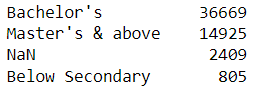 Bachelor's 36669
Master's & above 14925
NaN 2409
Below Secondary 805